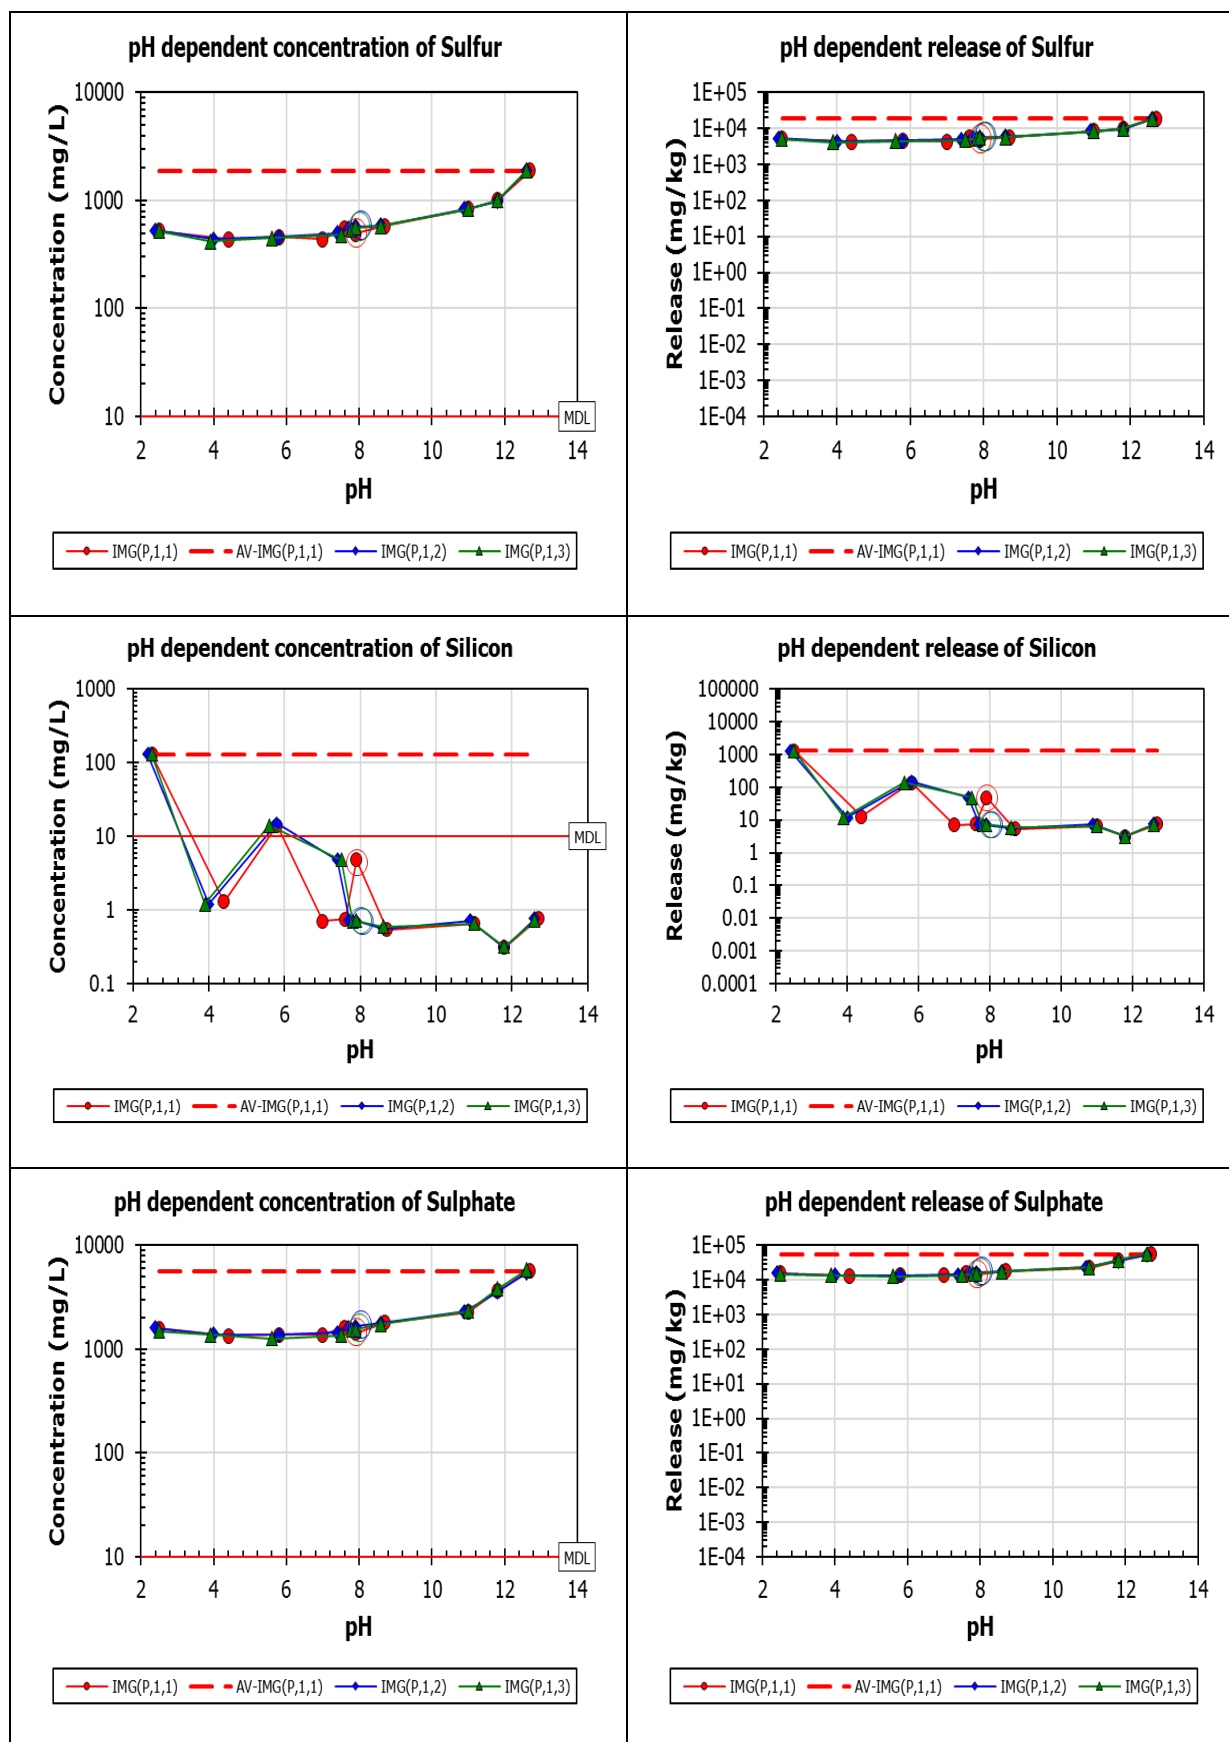 pH dependent concentration of Sulfur
Concentration (mg/L)
10000
1000
100
10
MDL
2 4 6 8 10 12 14
pH
IMG(P,1,1) AV-IMG(P,1,1) IMG(P,1,2) IMG(P,1,3)
pH dependent release of Sulfur
Release (mg/kg)
1E+05
1E+04
1E+03
1E+02
1E+01
1E+00
1E-01
1E-02
1E-03
1E-04
2 4 6 8 10 12 14
pH
IMG(P,1,1) AV-IMG(P,1,1) IMG(P,1,2) IMG(P,1,3)
pH dependent concentration of Silicon
Concentration (mg/L)
1000
100
10
MDL
1
0.1
2 4 6 8 10 12 14
pH
IMG(P,1,1) AV-IMG(P,1,1) IMG(P,1,2) IMG(P,1,3)
pH dependent release of Silicon
Release (mg/kg)
100000
10000
1000
100
10
1
0.1
0.01
0.001
0.0001
2 4 6 8 10 12 14
pH
IMG(P,1,1) AV-IMG(P,1,1) IMG(P,1,2) IMG(P,1,3)
pH dependent concentration of Sulphate
Concentration (mg/L)
10000
1000
100
10
MDL
2 4 6 8 10 12 14
pH
IMG(P,1,1) AV-IMG(P,1,1) IMG(P,1,2) IMG(P,1,3)
pH dependent release of Sulphate
Release (mg/kg)
1E+05
1E+04
1E+03
1E+02
1E+01
1E+00
1E-01
1E-02
1E-03
1E-04
2 4 6 8 10 12 14
pH
IMG(P,1,1) AV-IMG(P,1,1) IMG(P,1,2) IMG(P,1,3)